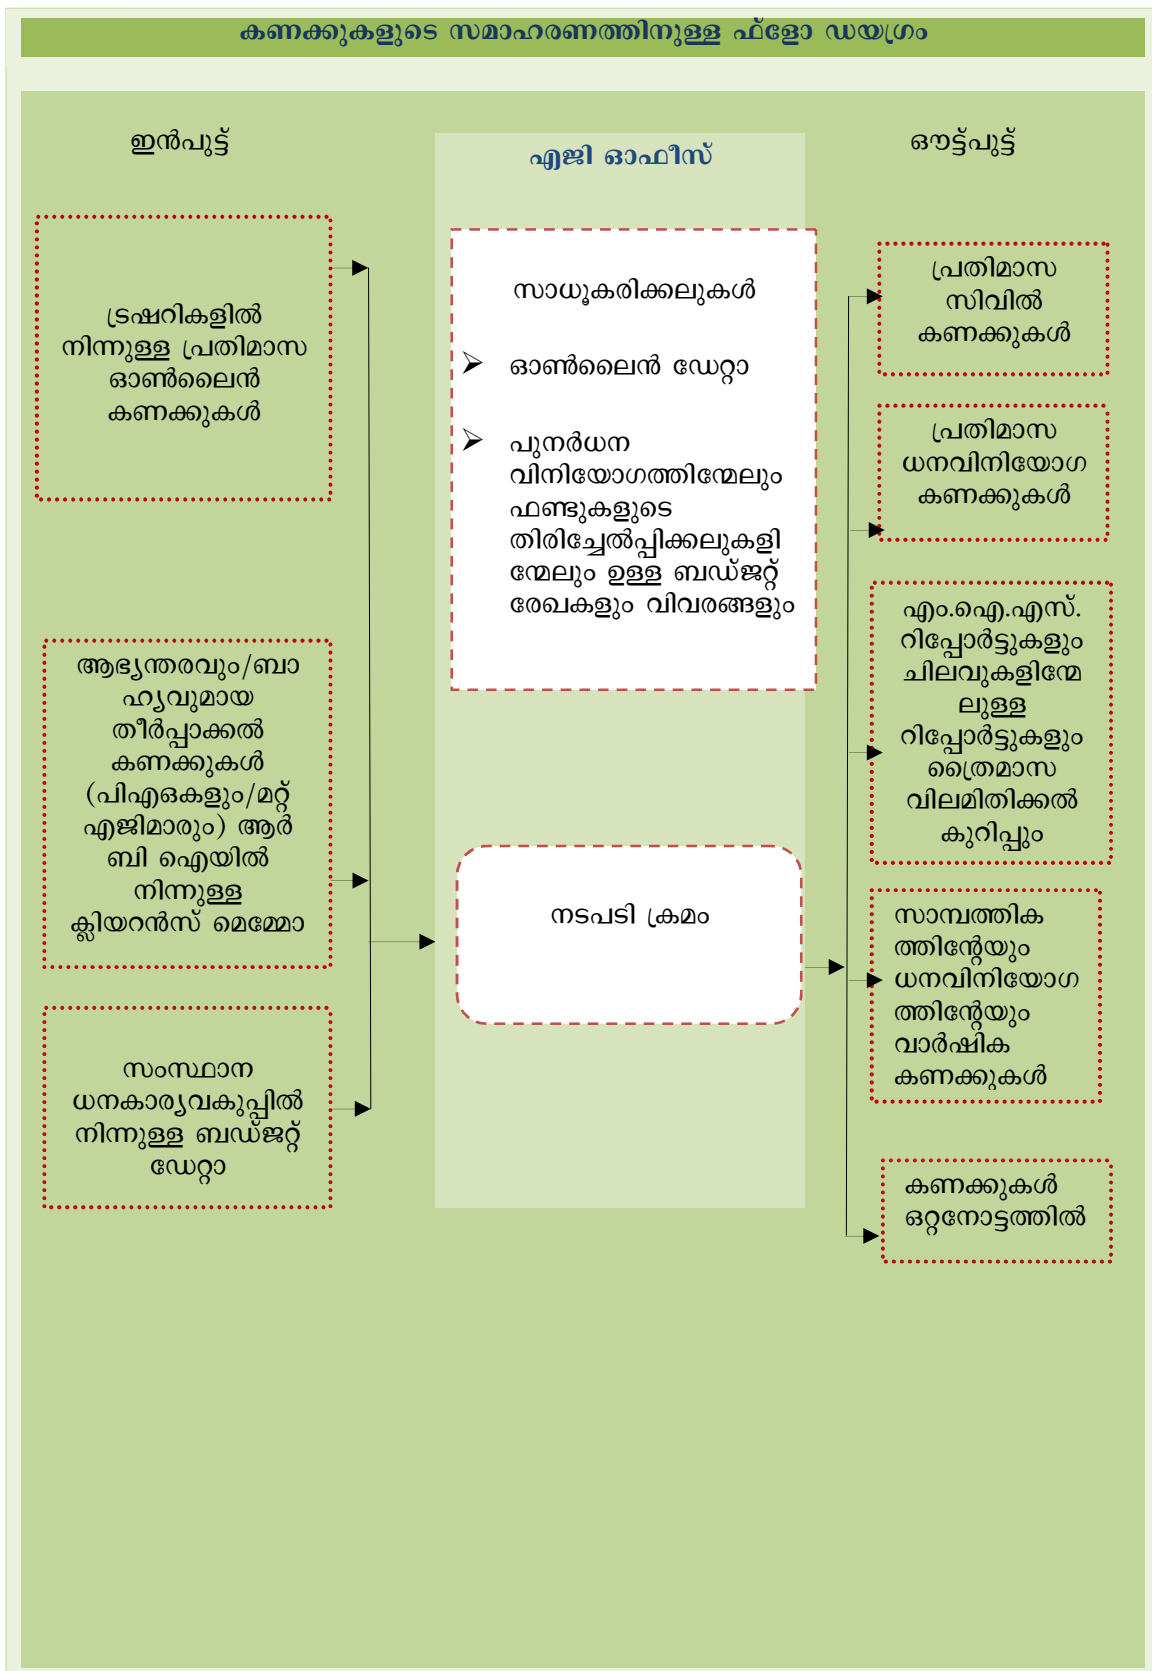 കണക്കുകളുടെ സമാഹരണത്തിനുള്ള ഫ്ളോ ഡയഗ്രം
ഇൻപുട്ട്
ട്രഷറികളിൽ
നിന്നുള്ള പ്രതിമാസ
ഓൺലൈൻ
കണക്കുകൾ
ആഭ്യന്തരവും/ബാ
ഹ്യവുമായ
തീർപ്പാക്കൽ
കണക്കുകൾ
(പിഎഒകളും/മറ്റ്
എജിമാരും) ആർ
ബി ഐയിൽ
നിന്നുള്ള
ക്ലിയറൻസ് മെമ്മോ
സംസ്ഥാന
ധനകാര്യവകുപ്പിൽ
നിന്നുള്ള ബഡ്ജറ്റ്
ഡേറ്റാ
എജി ഓഫീസ്
സാധൂകരിക്കലുകൾ
➢ ഓൺലൈൻ ഡേറ്റാ
➢ പുനർധന
വിനിയോഗത്തിന്മേലും
ഫണ്ടുകളുടെ
തിരിച്ചേൽപ്പിക്കലുകളി
ന്മേലും ഉള്ള ബഡ്ജറ്റ്
രേഖകളും വിവരങ്ങളും
നടപടി ക്രമം
ഔട്ട്പുട്ട്
പ്രതിമാസ
സിവിൽ
കണക്കുകൾ
പ്രതിമാസ
ധനവിനിയോഗ
കണക്കുകൾ
എം.ഐ.എസ്.
റിപ്പോർട്ടുകളും
ചിലവുകളിന്മേ
ലുള്ള
റിപ്പോർട്ടുകളും
ത്രൈമാസ
വിലമിതിക്കൽ
കുറിപ്പും
സാമ്പത്തിക
ത്തിന്റേയും
ധനവിനിയോഗ
ത്തിന്റേയും
വാർഷിക
കണക്കുകൾ
കണക്കുകൾ
ഒറ്റനോട്ടത്തിൽ